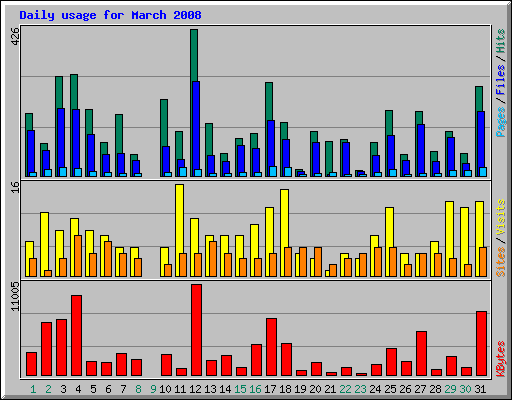 Daily usage for March 2008
426
Pages / Files / Hits
16
Sites / Visits
11005
KBytes
1 2 3 4 5 6 7 8 9 10 11 12 13 14 15 16 17 18 19 20 21 22 23 24 25 26 27 28 29 30 31